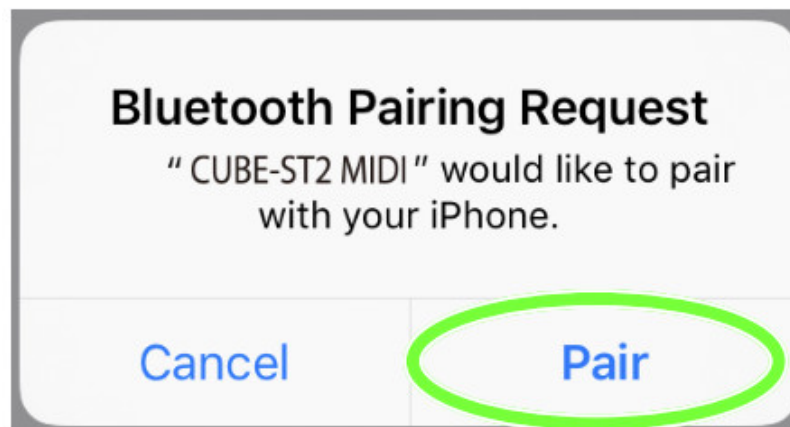 Bluetooth Pairing Request
“CUBE-ST2 MIDI” would like to pair
with your iPhone.
Cancel
Pair